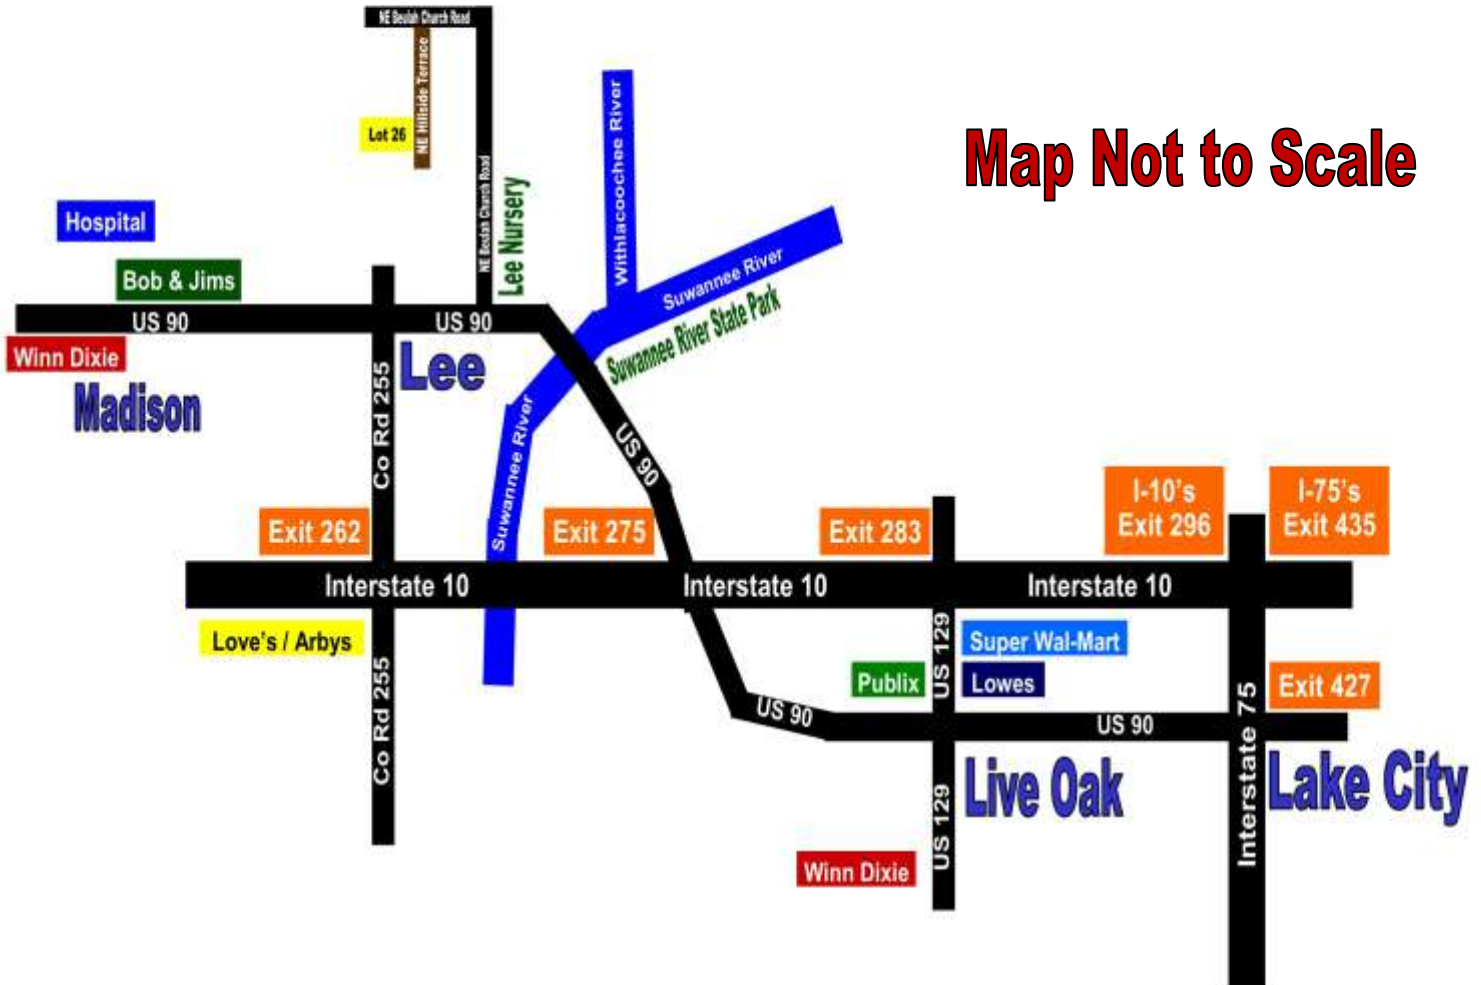 NE Beulah Church Road
NE Hillside Terrace
Lot 26
NE Beulah Church Road
Lee Nursery
Withlacoochee River
Map Not to Scale
Hospital
Bob & Jims
US 90
US 90
Suwannee River
Suwannee River State Park
Winn Dixie
Madison
Lee
Co Rd 255
Suwannee River
US 90
Exit 262
Exit 275
Exit 283
I-10's
Exit 296
I-75's
Exit 435
Interstate 10
Interstate 10
Interstate 10
Love's / Arbys
Co Rd 255
US 129
Super Wal-Mart
Publix
Lowes
Exit 427
US 90
US 90
Interstate 75
Live Oak
Lake City
US 129
Winn Dixie